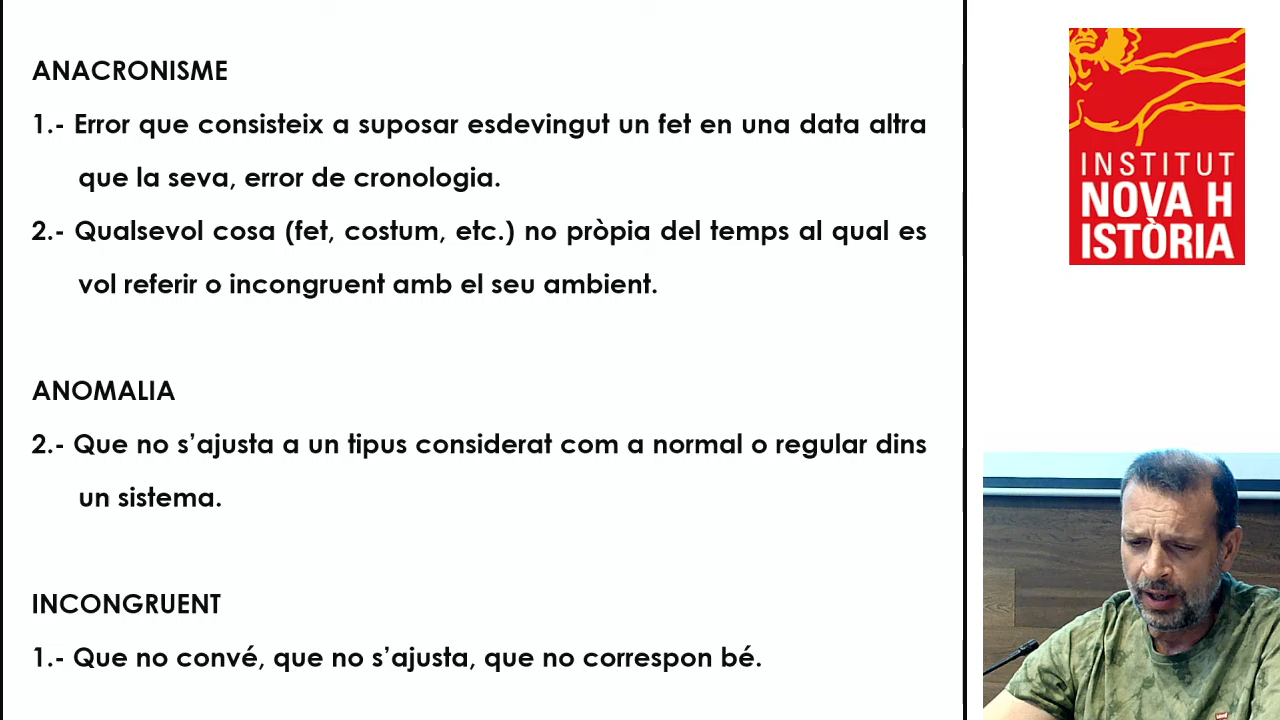 ANACRONISME
1.- Error que consisteix a suposar esdevingut un fet en una data altra
que la seva, error de cronologia.
2.- Qualsevol cosa (fet, costum, etc.) no pròpia del temps al qual es
vol referir o incongruent amb el seu ambient.
ANOMALIA
2.- Que no s’ajusta a un tipus considerat com a normal o regular dins
un sistema.
INCONGRUENT
1.- Que no convé, que no s’ajusta, que no correspon bé.
INSTITUT
NOVA H
ISTÒRIA